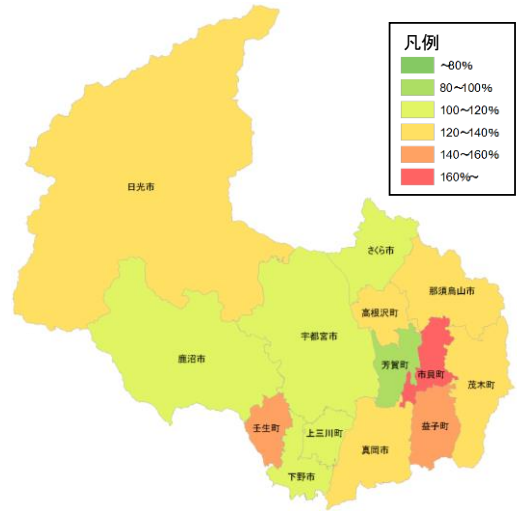 凡例
~80%
80~100%
100~120%
120~140%
140~160%
160%~
日光市
さくら市
那須烏山市
高根沢町
宇都宮市
鹿沼市
芳賀町
市貝町
茂木町
壬生町
上三川町
益子町
真岡市
下野市